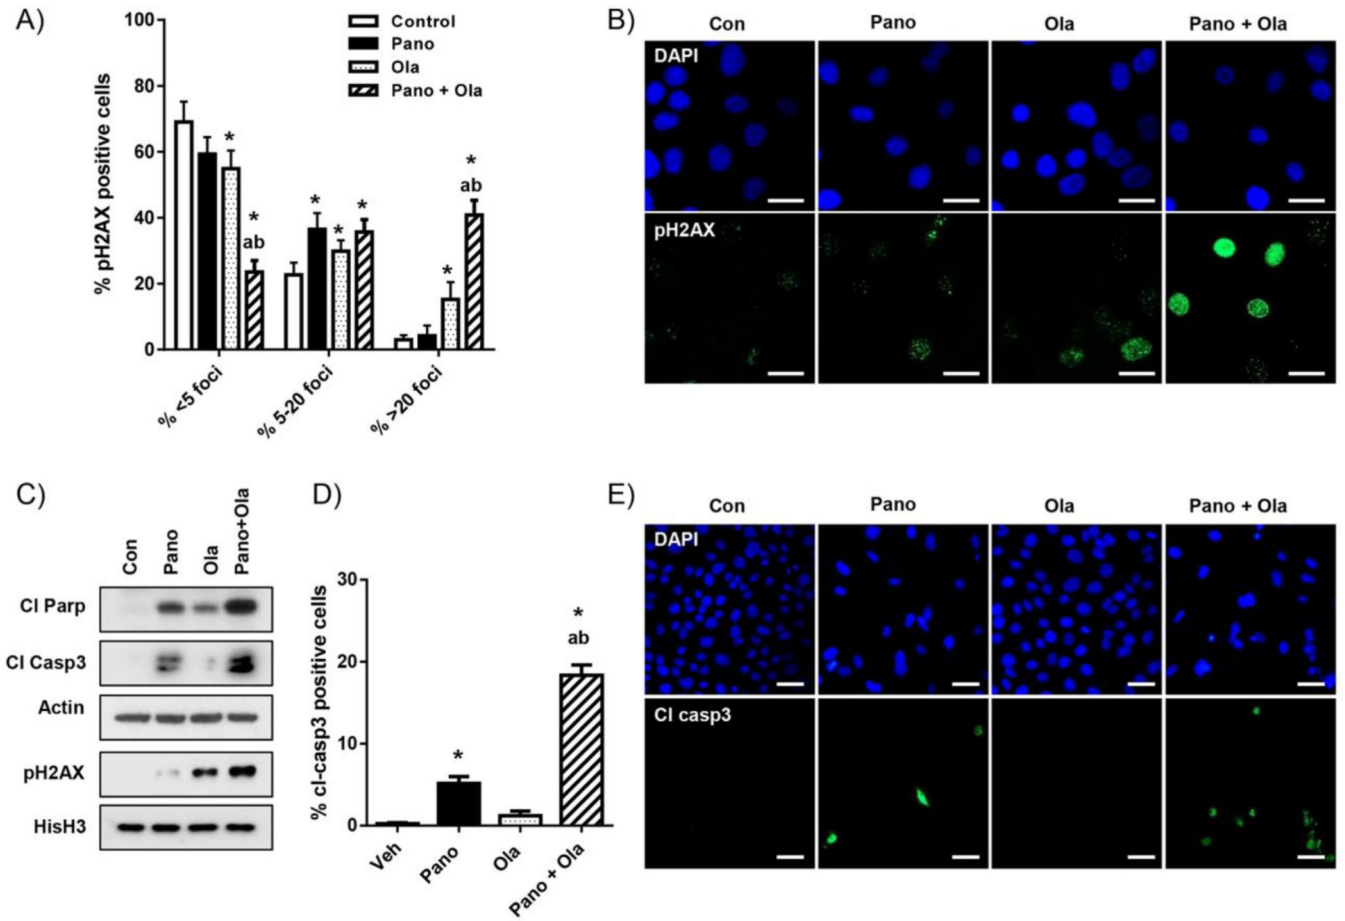 A)
100
80
60
40
20
0
% pH2AX positive cells
Control
Pano
Ola
Pano + Ola
*
*
ab
*
*
*
*
*
ab
% <5 foci
% 5-20 foci
% >20 foci
B)
Con
Pano
Ola
Pano + Ola
DAPI
pH2AX
C)
Con
Pano
Ola
Pano+Ola
Cl Parp
Cl Casp3
Actin
pH2AX
HisH3
D)
30
20
10
0
% cl-casp3 positive cells
*
*
ab
Veh
Pano
Ola
Pano + Ola
E)
Con
Pano
Ola
Pano + Ola
DAPI
Cl casp3